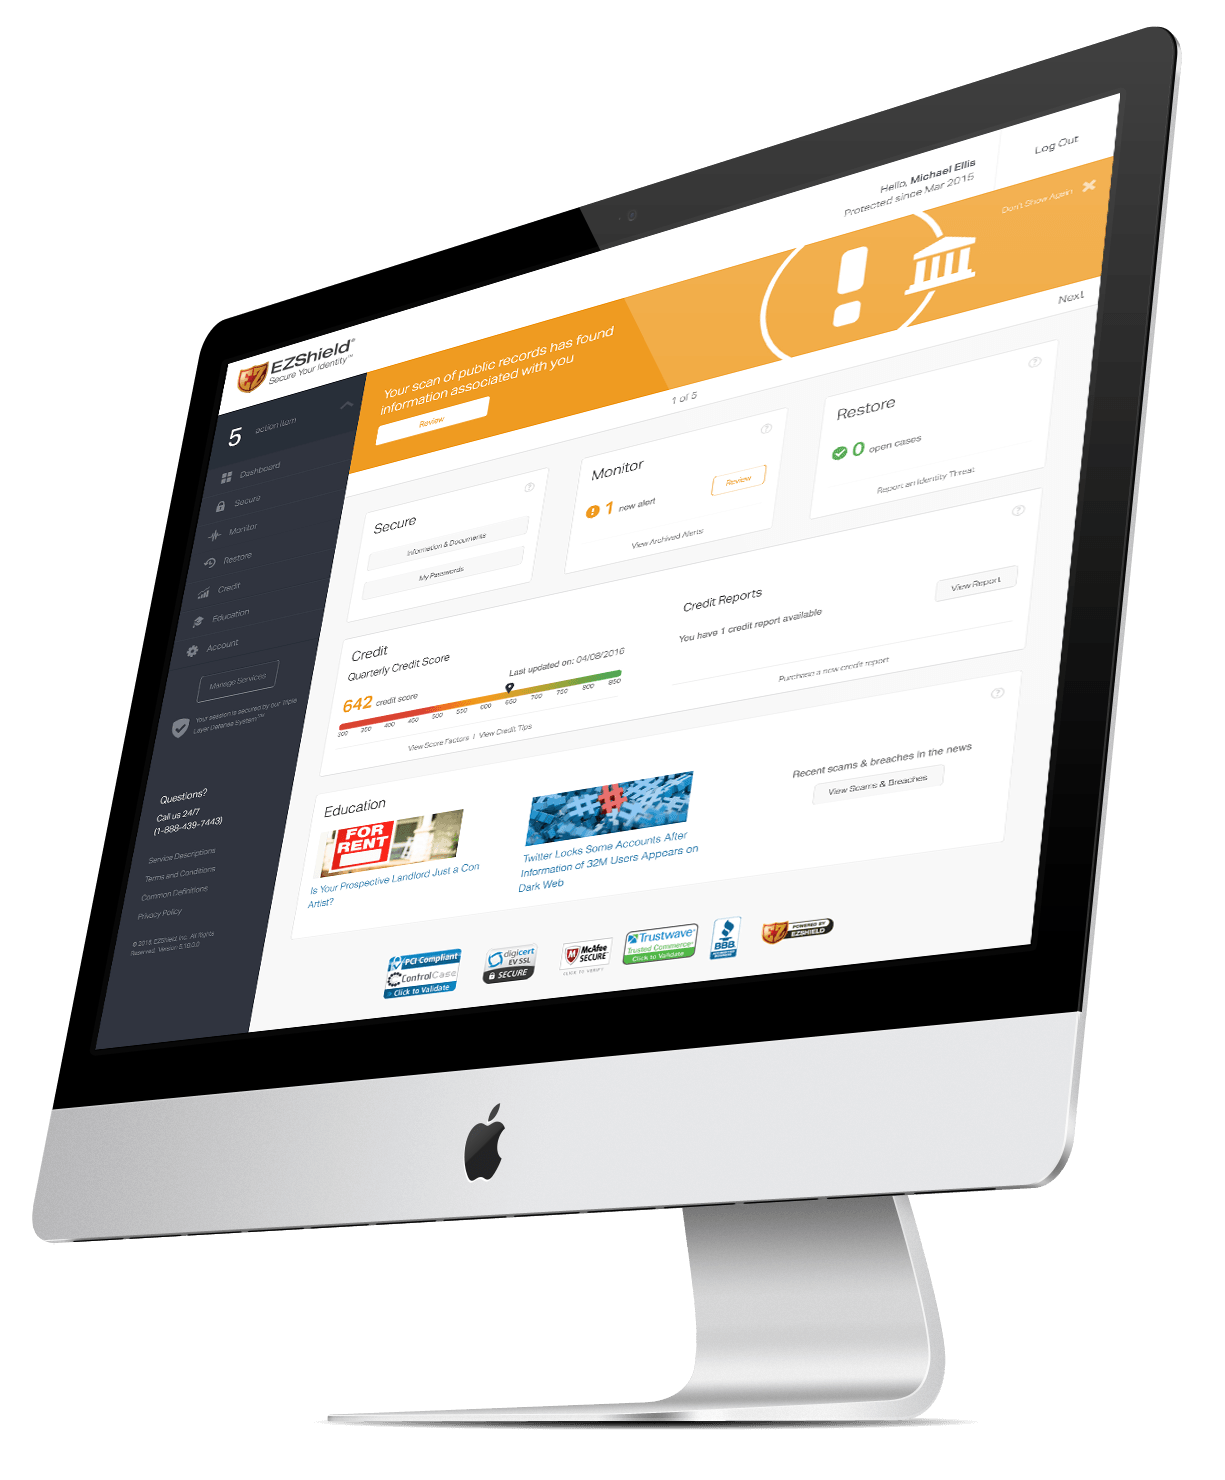 Hello, Michael Ellis
Protected since Mar 2015
Log Out
EZShield®
Secure Your Identity™
Your scan of public records has found
information associated with you
Review
Don't Show Again
1 of 5
Next
5 action item
Dashboard
Secure
Monitor
Restore
Credit
Education
Account
Manage Services
Your session is secured by our triple
Layer Defense System™
Questions?
Call us 24/7
(1-888-439-7443)
Service Descriptions
Terms and Conditions
Common Definitions
Privacy Policy
© 2015 EZShield Inc. All Rights
Reserved. Version 5.19.0.0
Secure
Information & Documents
My Passwords
Monitor
1 new alert
Review
View Archived Alerts
Restore
0 open cases
Report an Identity Threat
Credit
Quarterly Credit Score
642 credit score
Last updated on: 04/08/2016
300 350 400 450 500 550 600 650 700 750 800 850
View Score Factors | View Credit Tips
Credit Reports
You have 1 credit report available
View Report
Purchase a new credit report
Education
FOR
RENT
Is Your Prospective Landlord Just a Con
Artist?
Twitter Locks Some Accounts After
Information of 32M Users Appears on
Dark Web
Recent scams & breaches in the news
View Scams & Breaches
PCI Compliant
ControlCase
Click to Validate
digicert
EV SSL
SECURE
McAfee
SECURE
CLICK TO VERIFY
Trustwave
Trusted Commerce
Click to Validate
BBB
EZ
POWERED BY
EZSHIELD